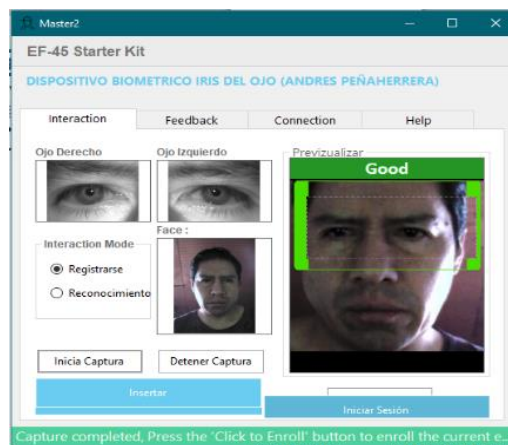 Master2
EF-45 Starter Kit
DISPOSITIVO BIOMETRICO IRIS DEL OJO (ANDRES PEÑAHERRERA)
Interaction Feedback Connection Help
Ojo Derecho Ojo Izquierdo Previzualizar
Good
Face :
Interaction Mode
Registrarse
Reconocimiento
Inicia Captura Detener Captura
Insertar
Iniciar Sesión
Capture completed, Press the 'Click to Enroll' button to enroll the current e..